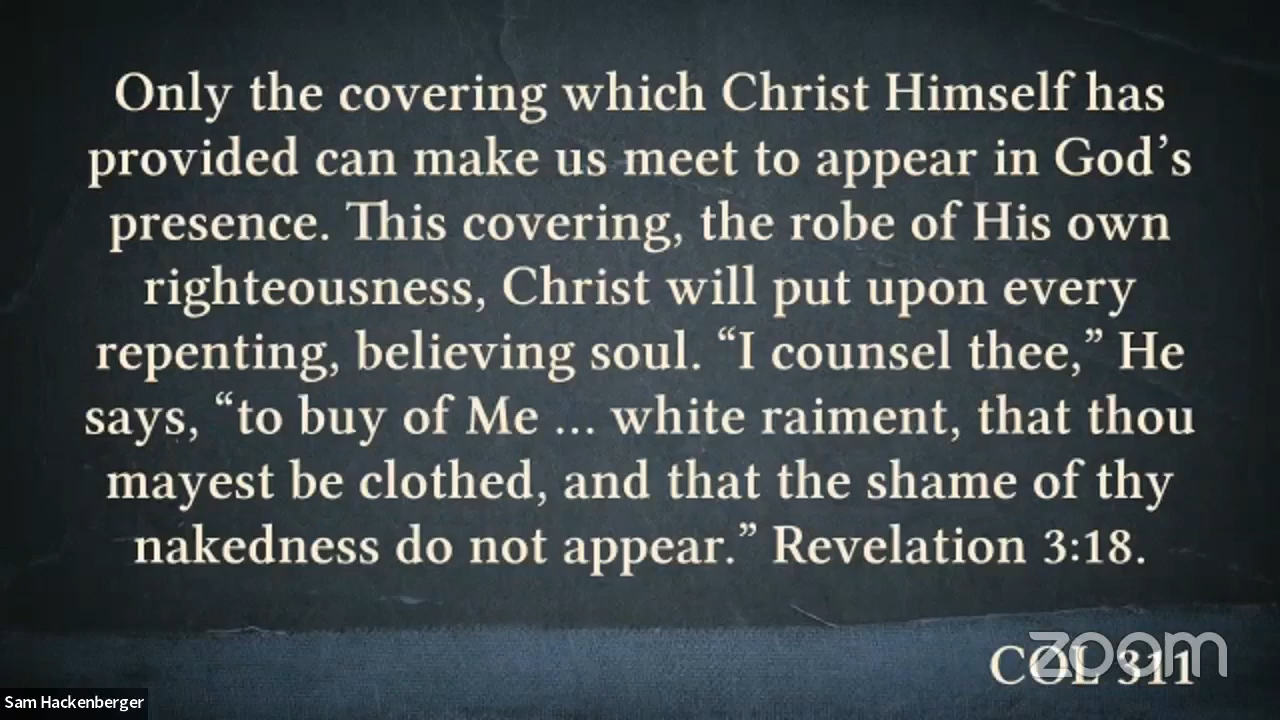 Only the covering which Christ Himself has
provided can make us meet to appear in God’s
presence. This covering, the robe of His own
righteousness, Christ will put upon every
repenting, believing soul. “I counsel thee,” He
says, “to buy of Me ... white raiment, that thou
mayest be clothed, and that the shame of thy
nakedness do not appear.” Revelation 3:18.
COL 311
zoom
Sam Hackenberger